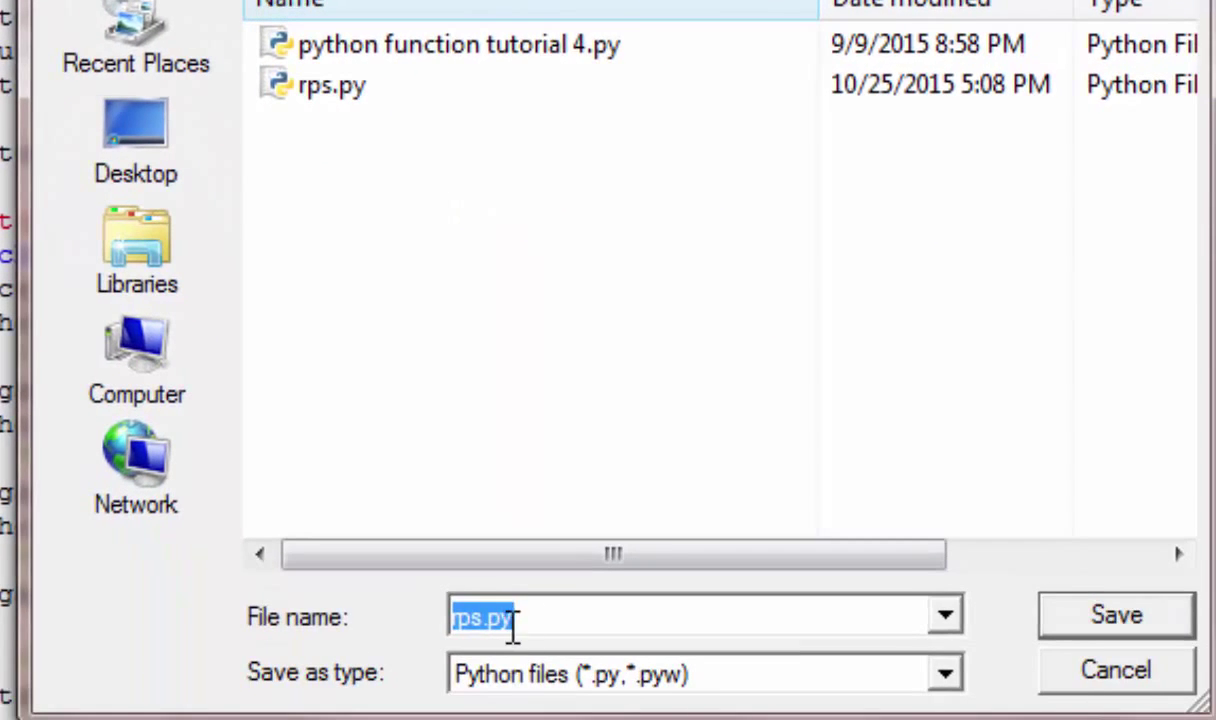 Name Date modified Type
python function tutorial 4.py 9/9/2015 8:58 PM Python Fil
rps.py 10/25/2015 5:08 PM Python Fil
Recent Places
Desktop
Libraries
Computer
Network
File name: rps.py Save
Save as type: Python files (*.py,*.pyw) Cancel